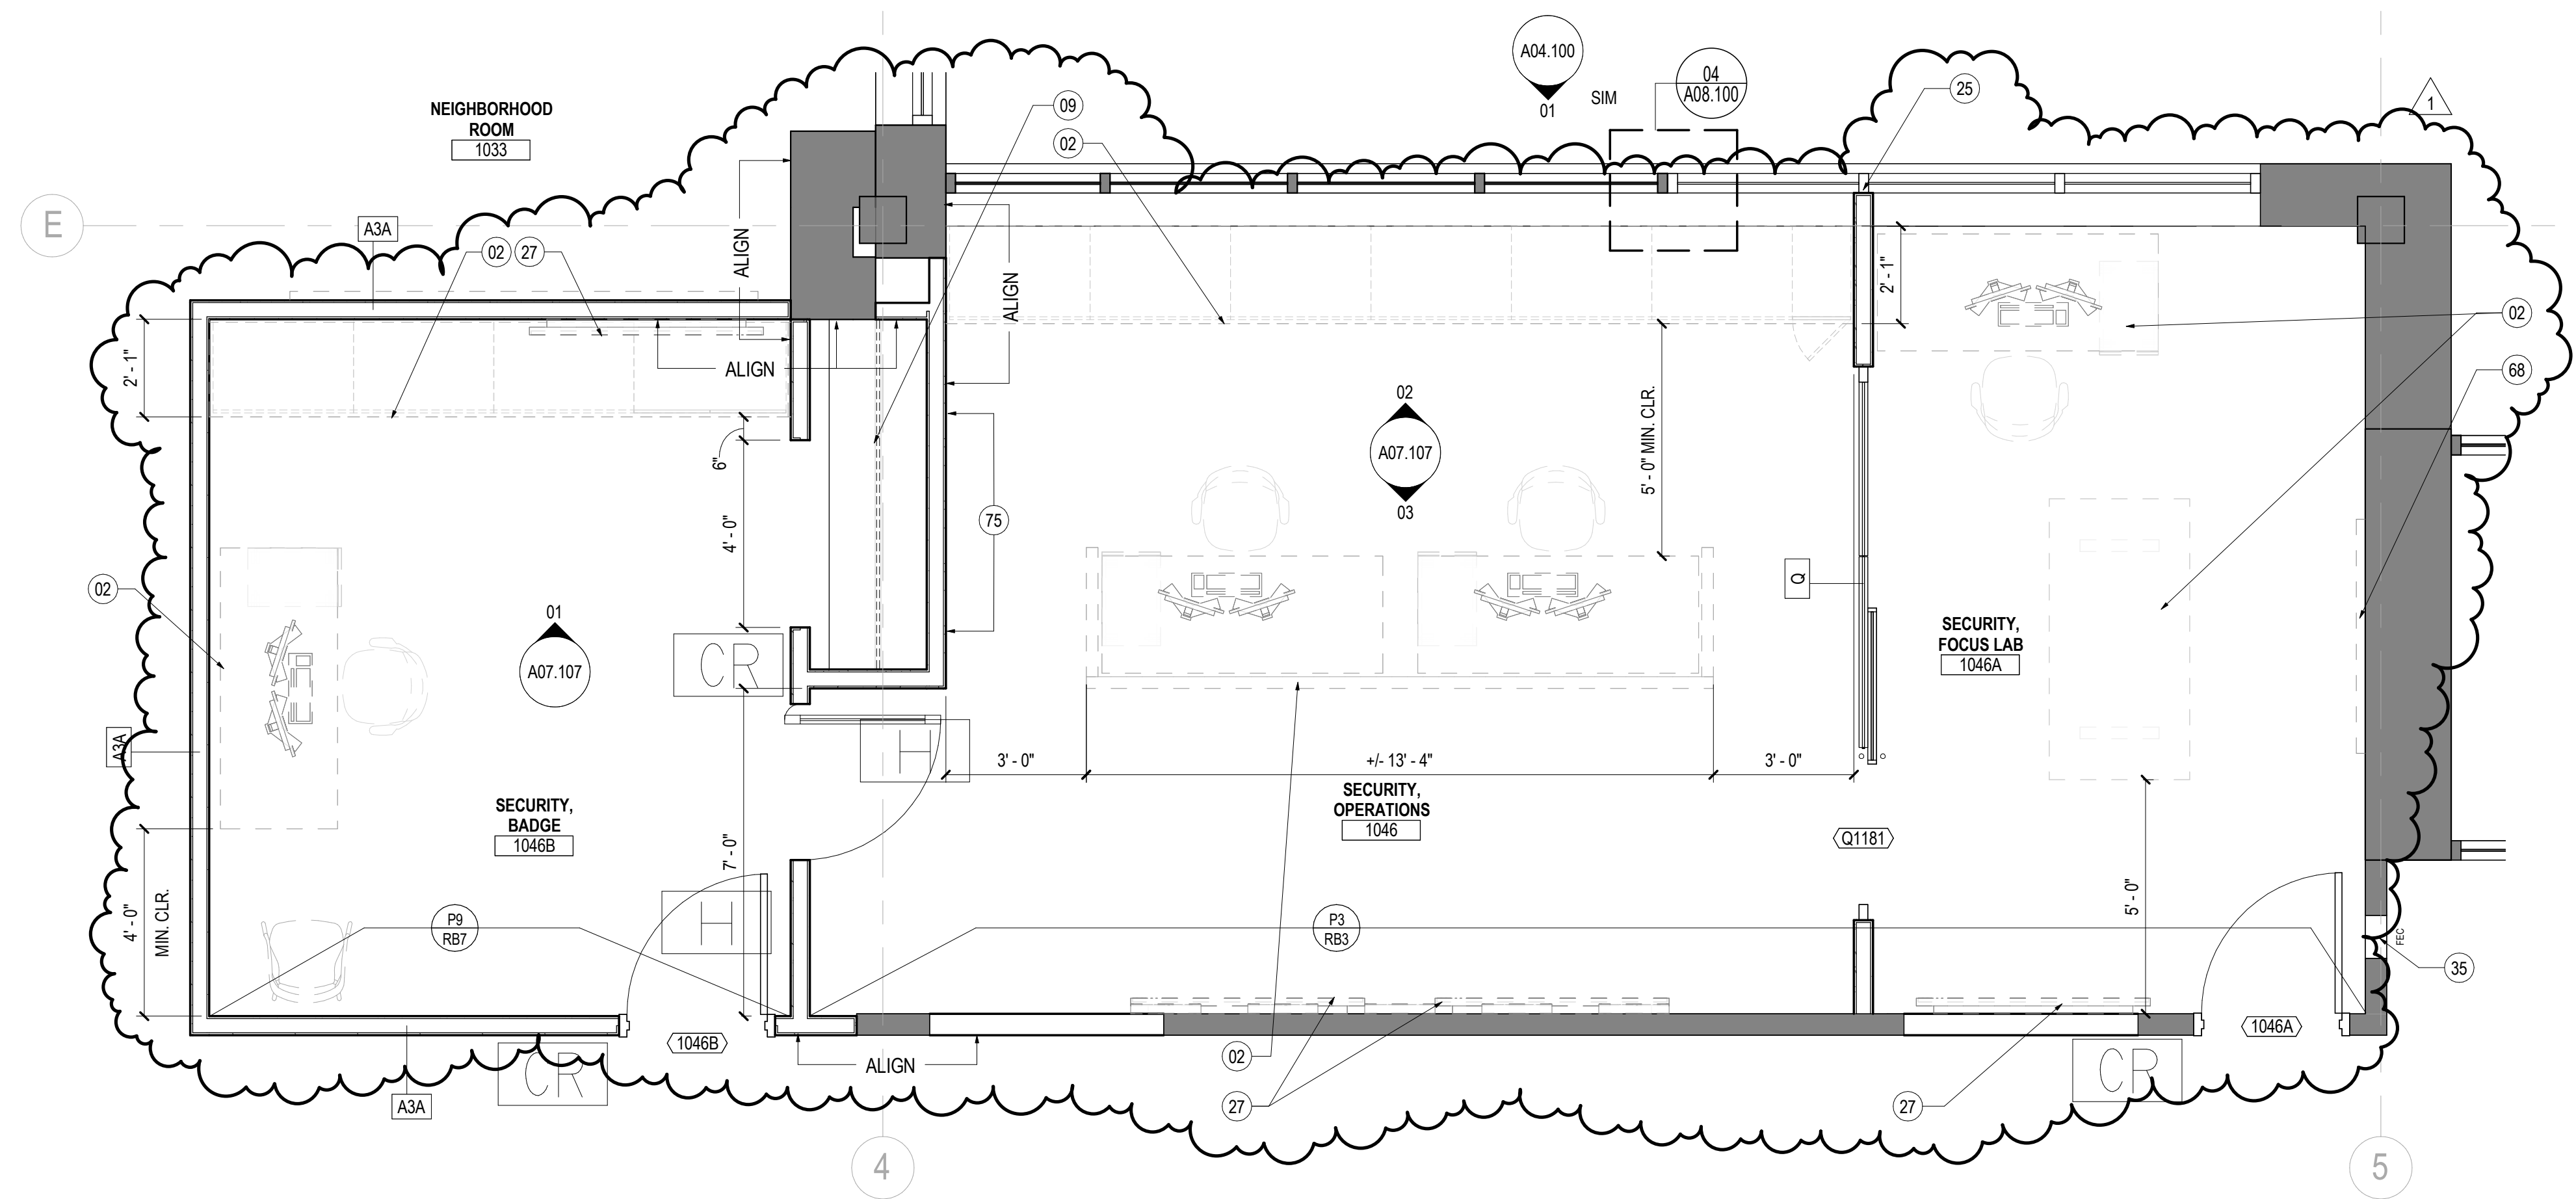 A04.100
01
SIM
04
A08.100
25
1
NEIGHBORHOOD
ROOM
1033
09
02
E
A3A
02
27
ALIGN
ALIGN
2' - 1"
02
2' - 1"
ALIGN
68
5' - 0" MIN. CLR.
02
A07.107
03
6"
4' - 0"
75
02
Q
01
A07.107
CR
SECURITY,
FOCUS LAB
1046A
A3A
H
3' - 0"
+/- 13' - 4"
3' - 0"
SECURITY,
BADGE
1046B
SECURITY,
OPERATIONS
1046
Q1181
7' - 0"
5' - 0"
4' - 0"
MIN. CLR.
H
P9
RB7
P3
RB3
FEC
35
1046B
1046A
ALIGN
02
CR
CR
A3A
27
27
4
5